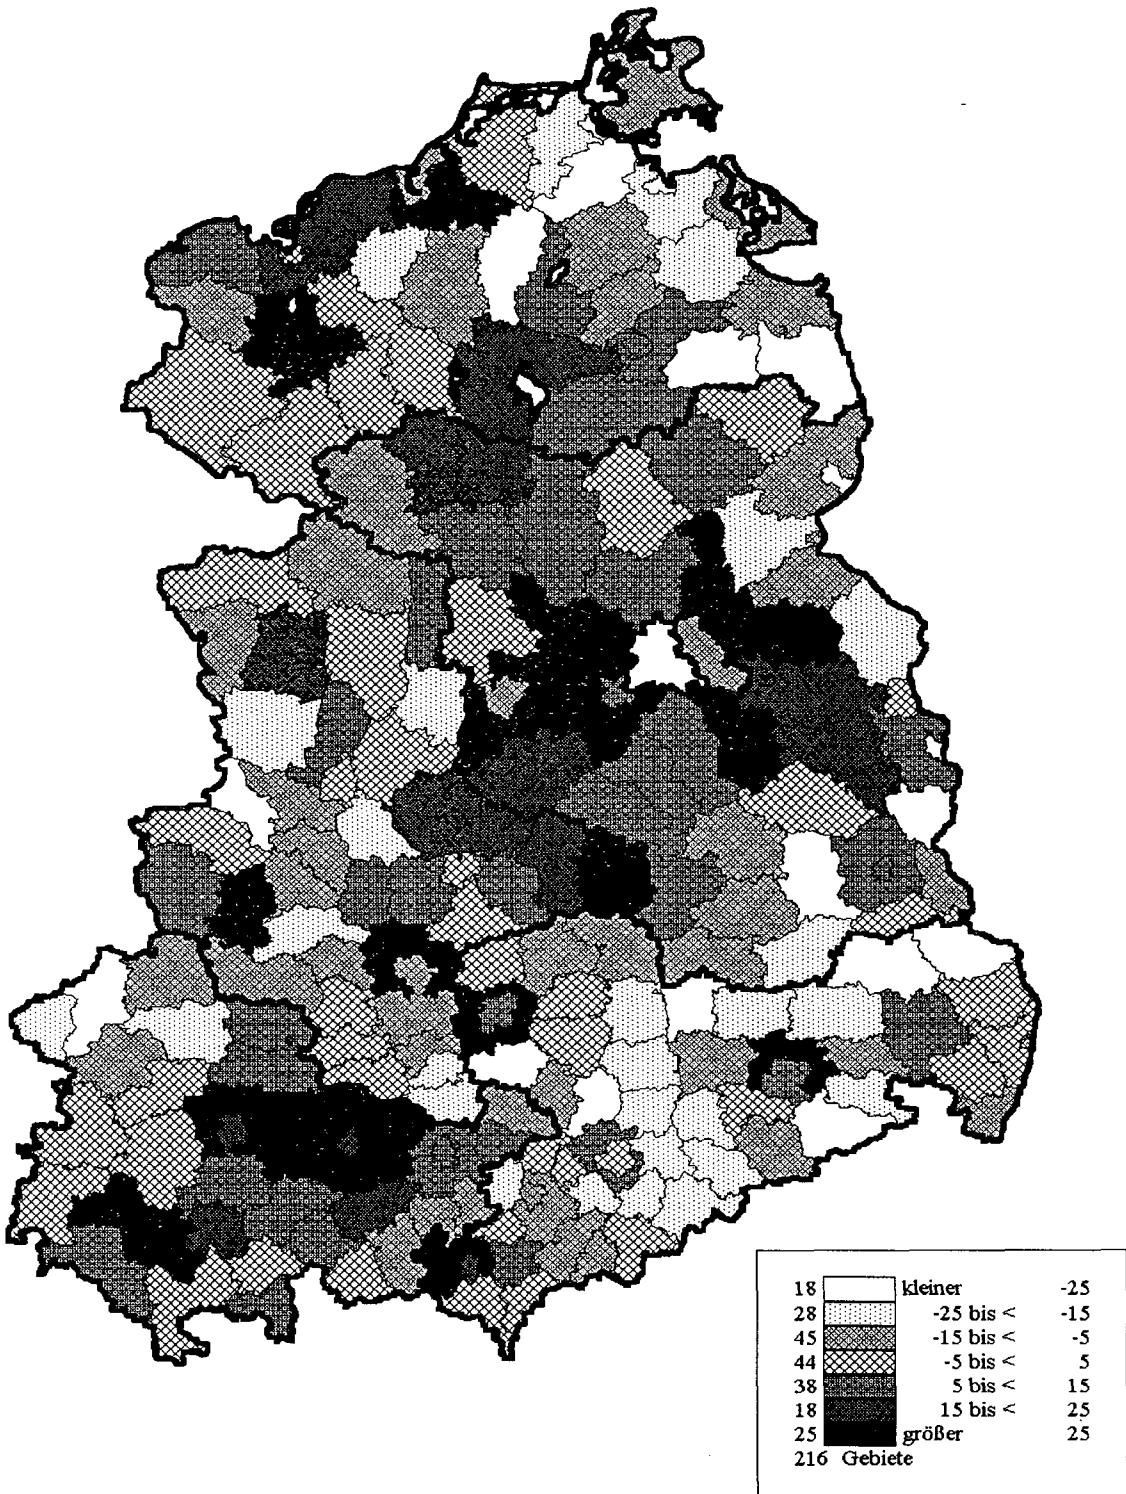 18 kleiner -25
28 -25 bis < -15
45 -15 bis < -5
44 -5 bis < 5
38 5 bis < 15
18 15 bis < 25
25 größer 25
216 Gebiete